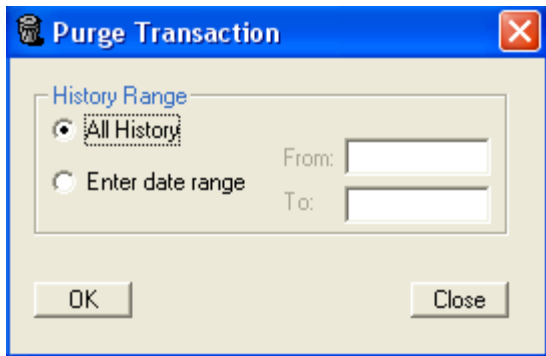 Purge Transaction
History Range
All History
From:
Enter date range
To:
OK Close